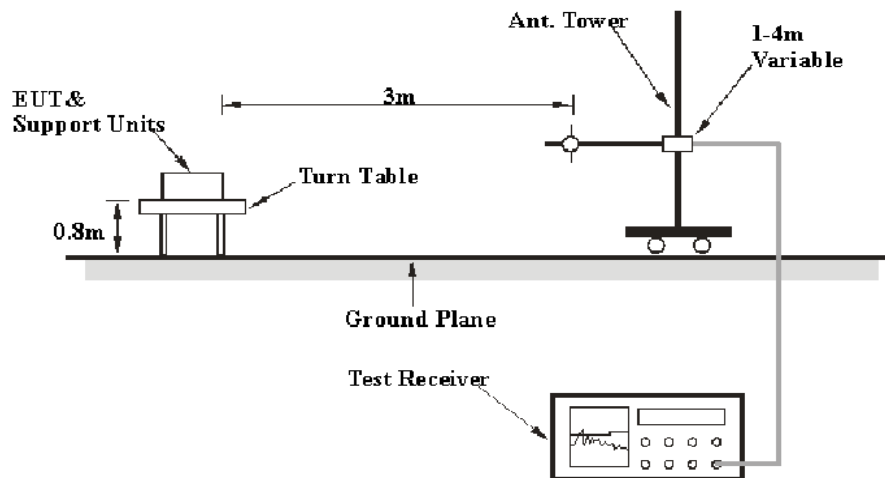 Ant. Tower
1-4m
Variable
3m
EUT &
Support Units
Turn Table
0.8m
Ground Plane
Test Receiver